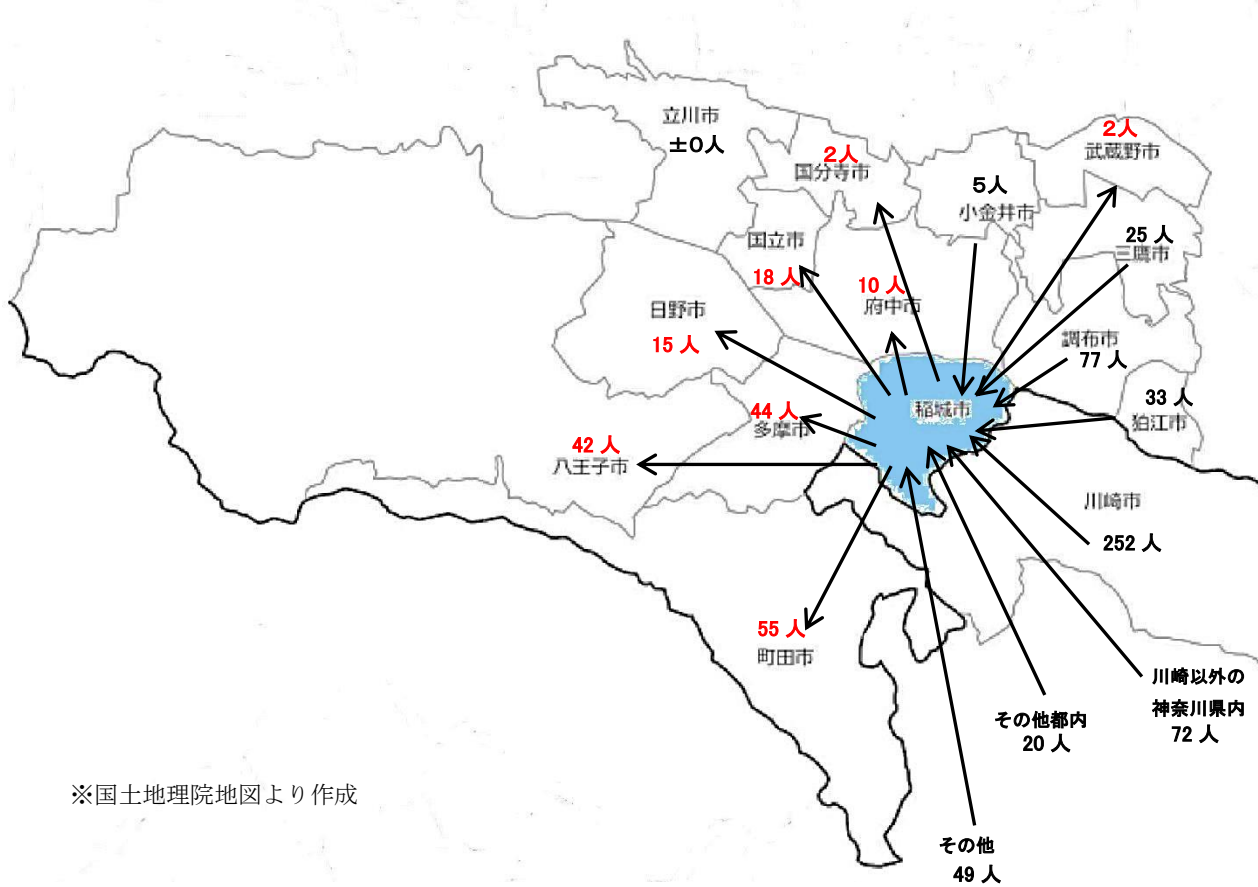 立川市
±0人
2人
国分寺市
2人
武蔵野市
5人
小金井市
25人
三鷹市
国立市
18人
10人
府中市
日野市
15人
調布市
77人
稲城市
33人
狛江市
44人
多摩市
42人
八王子市
川崎市
252人
55人
町田市
川崎以外の
神奈川県内
72人
その他都内
20人
その他
49人
※国土地理院地図より作成